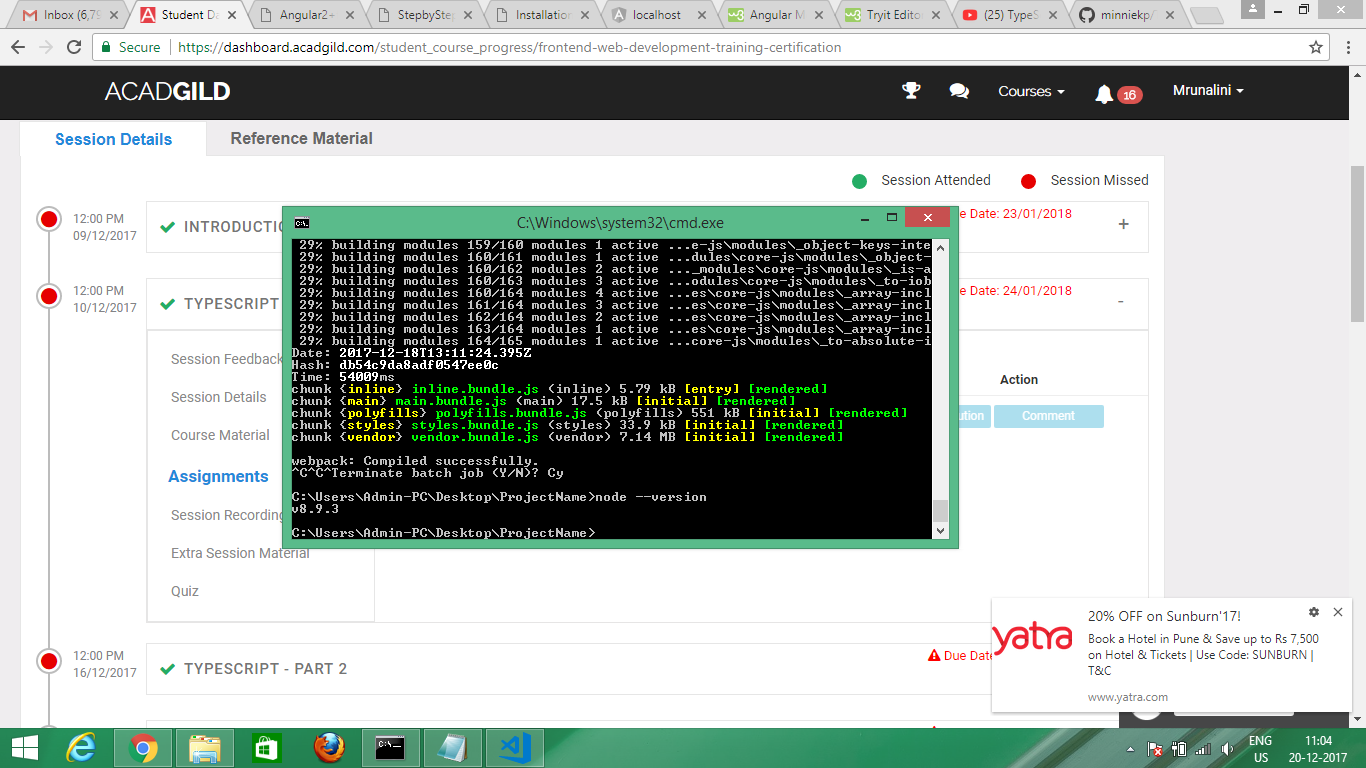 Inbox (6,79
Student Da
Angular2+
StepbySte
Installation
localhost
Angular M
Tryit Edito
(25) TypeS
minniekp/
Secure
https://dashboard.acadgild.com/student_course_progress/frontend-web-development-training-certification
ACADGILD
Courses
16
Mrunalini
Session Details
Reference Material
Session Attended
Session Missed
12:00 PM
09/12/2017
INTRODUCTIO
e Date: 23/01/2018
+
12:00 PM
10/12/2017
TYPESCRIPT
e Date: 24/01/2018
-
Session Feedback
Session Details
Course Material
Assignments
Session Recording
Extra Session Material
Quiz
Action
ution
Comment
C:\Windows\system32\cmd.exe
29% building modules 159/160 modules 1 active ...e-js\modules\_object-keys-inte
29% building modules 160/161 modules 1 active ...dules\core-js\modules\_object-
29% building modules 160/162 modules 2 active ..._modules\core-js\modules\_is-a
29% building modules 160/163 modules 3 active ...odules\core-js\modules\_to-iob
29% building modules 160/164 modules 4 active ...es\core-js\modules\_array-incl
29% building modules 161/164 modules 3 active ...es\core-js\modules\_array-incl
29% building modules 162/164 modules 2 active ...es\core-js\modules\_array-incl
29% building modules 163/164 modules 1 active ...es\core-js\modules\_array-incl
29% building modules 164/165 modules 1 active ...core-js\modules\_to-absolute-i
Date: 2017-12-18T13:11:24.395Z
Hash: db54c9da8adf0547ee0c
Time: 54009ms
chunk {inline} inline.bundle.js (inline) 5.79 kB [entry] [rendered]
chunk {main} main.bundle.js (main) 17.5 kB [initial] [rendered]
chunk {polyfills} polyfills.bundle.js (polyfills) 551 kB [initial] [rendered]
chunk {styles} styles.bundle.js (styles) 33.9 kB [initial] [rendered]
chunk {vendor} vendor.bundle.js (vendor) 7.14 MB [initial] [rendered]
webpack: Compiled successfully.
^C^C^Terminate batch job (Y/N)? Cy
C:\Users\Admin-PC\Desktop\ProjectName>node --version
v8.9.3
C:\Users\Admin-PC\Desktop\ProjectName>
12:00 PM
16/12/2017
TYPESCRIPT - PART 2
Due Date
yatra
20% OFF on Sunburn'17!
Book a Hotel in Pune & Save up to Rs 7,500
on Hotel & Tickets | Use Code: SUNBURN |
T&C
www.yatra.com
ENG
US
11:04
20-12-2017